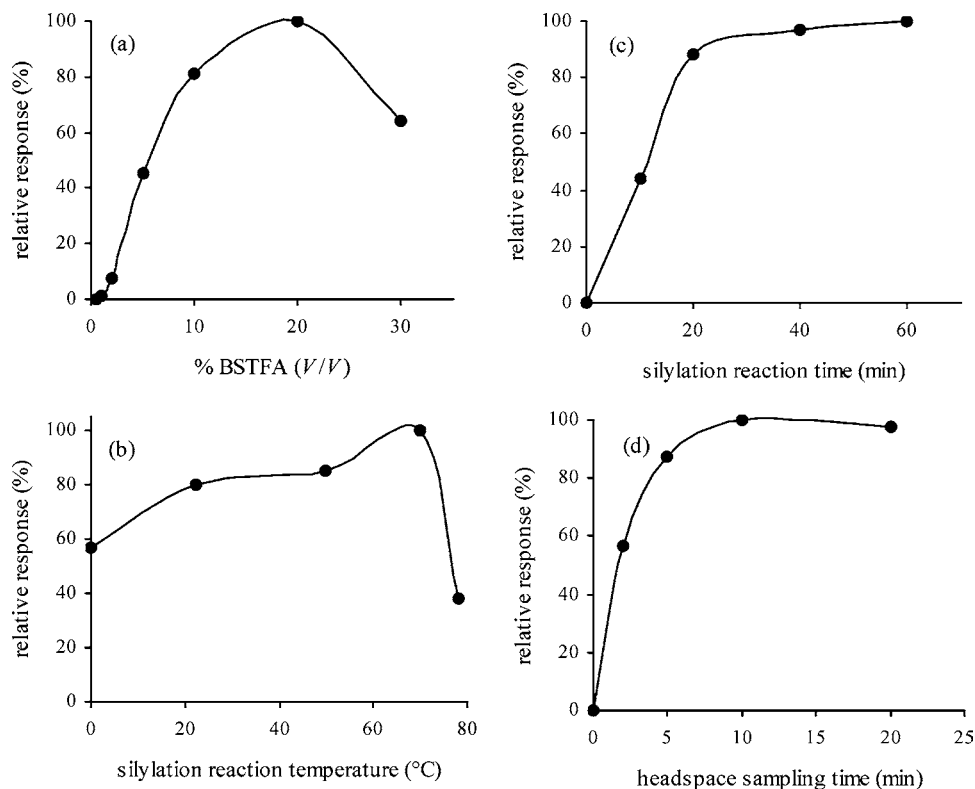 (a)
relative response (%)
100
80
60
40
20
0
0 10 20 30
% BSTFA (V/V)
(c)
relative response (%)
100
80
60
40
20
0
0 20 40 60
silylation reaction time (min)
(b)
relative response (%)
100
80
60
40
20
0
0 20 40 60 80
silylation reaction temperature (°C)
(d)
relative response (%)
100
80
60
40
20
0
0 5 10 15 20 25
headspace sampling time (min)